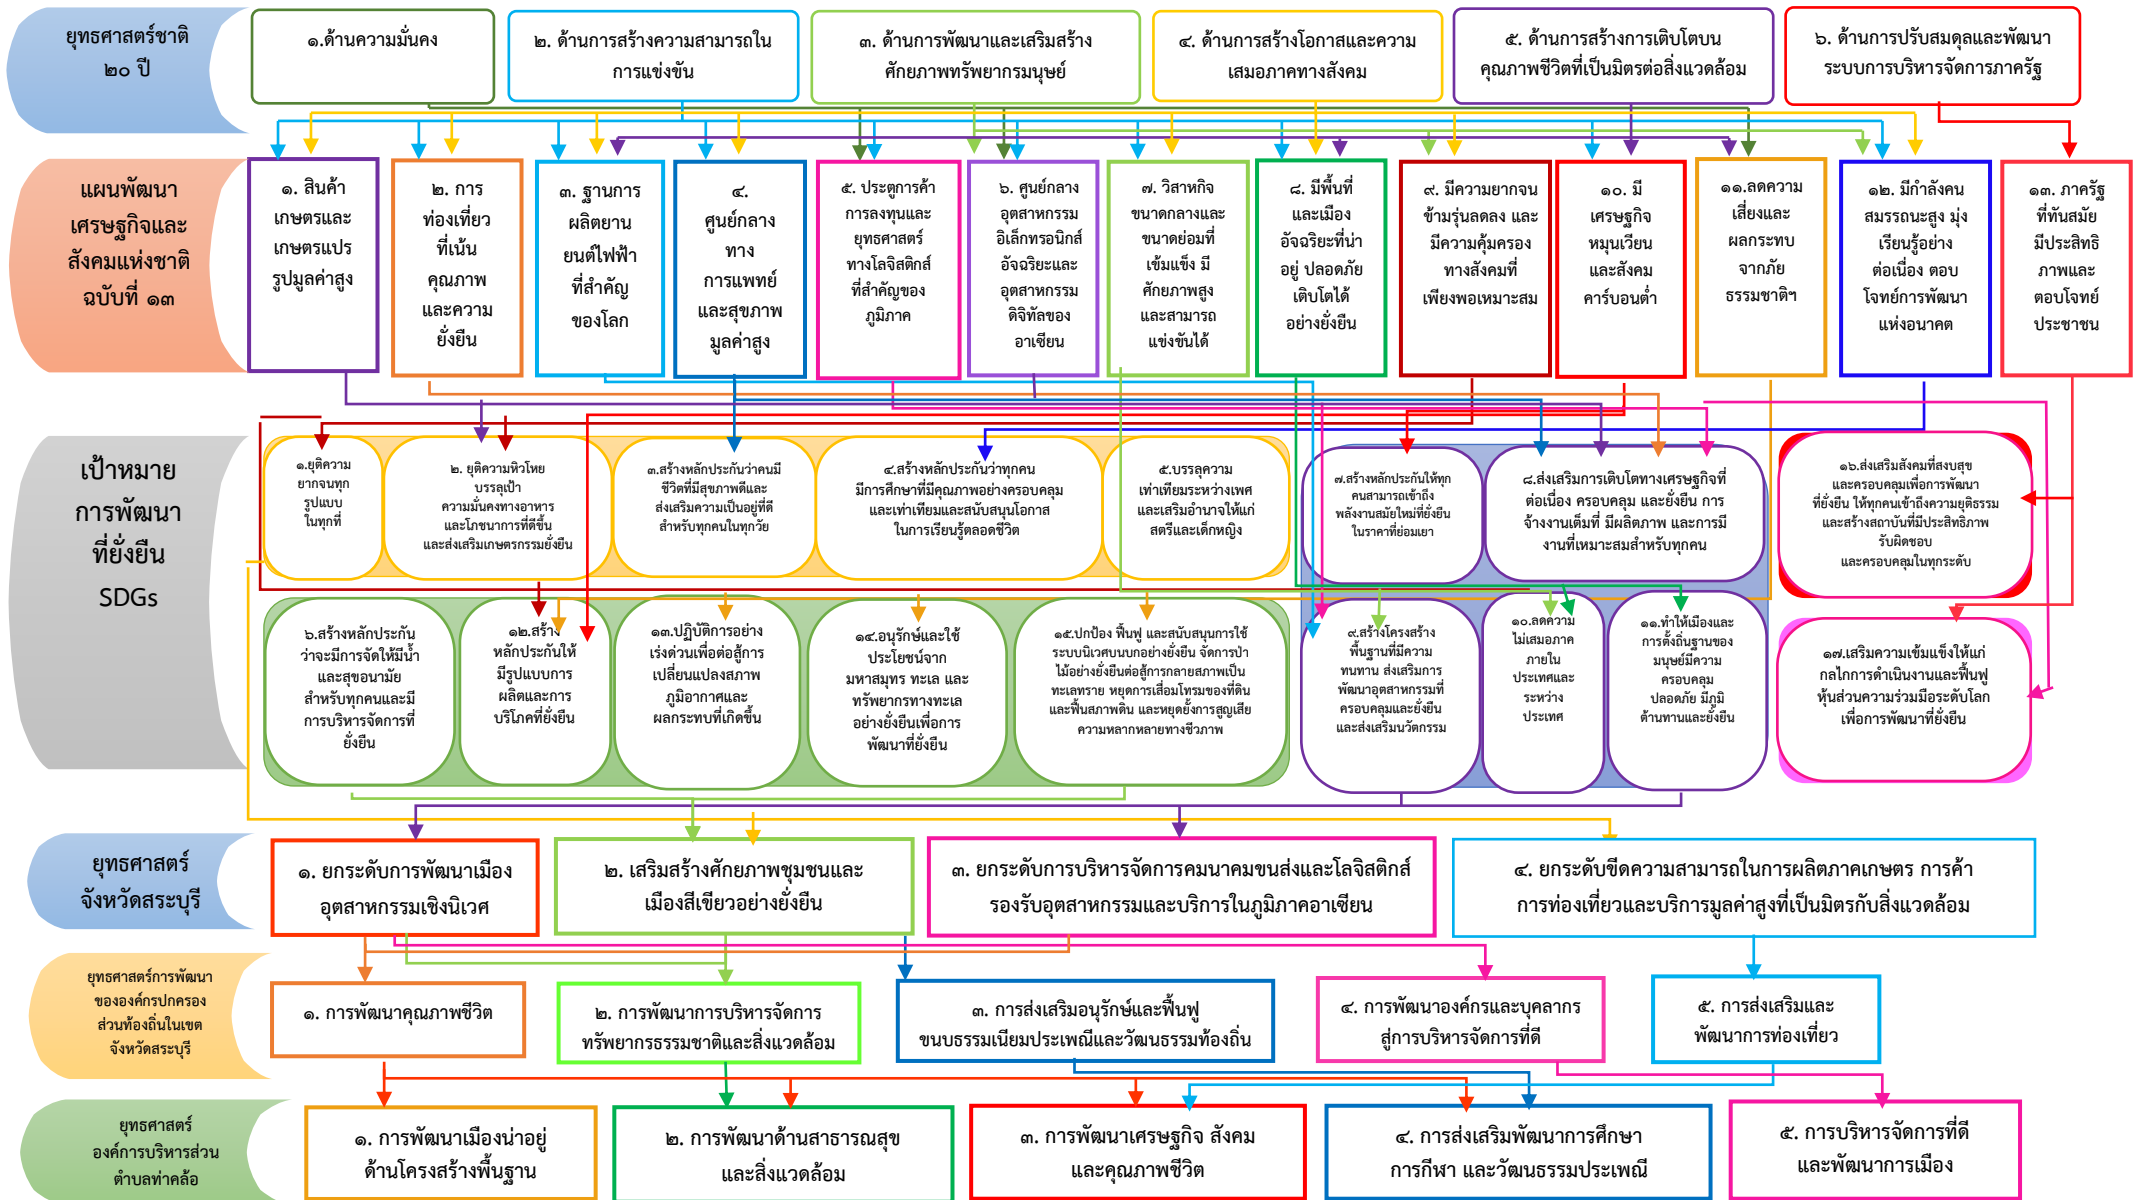 ยุทธศาสตร์ชาติ
๒๐ ปี
๑.ด้านความมั่นคง
๒. ด้านการสร้างความสามารถใน
การแข่งขัน
๓. ด้านการพัฒนาและเสริมสร้าง
ศักยภาพทรัพยากรมนุษย์
๔. ด้านการสร้างโอกาสและความ
เสมอภาคทางสังคม
๕. ด้านการสร้างการเติบโตบน
คุณภาพชีวิตที่เป็นมิตรต่อสิ่งแวดล้อม
๖. ด้านการปรับสมดุลและพัฒนา
ระบบการบริหารจัดการภาครัฐ
แผนพัฒนา
เศรษฐกิจและ
สังคมแห่งชาติ
ฉบับที่ ๑๓
๑. สินค้า
เกษตรและ
เกษตรแปร
รูปมูลค่าสูง
๒. การ
ท่องเที่ยว
ที่เน้น
คุณภาพ
และความ
ยั่งยืน
๓. ฐานการ
ผลิตยาน
ยนต์ไฟฟ้า
ที่สำคัญ
ของโลก
๔.
ศูนย์กลาง
ทาง
การแพทย์
และสุขภาพ
มูลค่าสูง
๕. ประตูการค้า
การลงทุนและ
ยุทธศาสตร์
ทางโลจิสติกส์
ที่สำคัญของ
ภูมิภาค
๖. ศูนย์กลาง
อุตสาหกรรม
อิเล็กทรอนิกส์
อัจฉริยะและ
อุตสาหกรรม
ดิจิทัลของ
อาเซียน
๗. วิสาหกิจ
ขนาดกลางและ
ขนาดย่อมที่
เข้มแข็ง มี
ศักยภาพสูง
และสามารถ
แข่งขันได้
๘. มีพื้นที่
และเมือง
อัจฉริยะที่น่า
อยู่ ปลอดภัย
เติบโตได้
อย่างยั่งยืน
๙. มีความยากจน
ข้ามรุ่นลดลง และ
มีความคุ้มครอง
ทางสังคมที่
เพียงพอเหมาะสม
๑๐. มี
เศรษฐกิจ
หมุนเวียน
และสังคม
คาร์บอนต่ำ
๑๑.ลดความ
เสี่ยงและ
ผลกระทบ
จากภัย
ธรรมชาติฯ
๑๒. มีกำลังคน
สมรรถนะสูง มุ่ง
เรียนรู้อย่าง
ต่อเนื่อง ตอบ
โจทย์การพัฒนา
แห่งอนาคต
๑๓. ภาครัฐ
ที่ทันสมัย
มีประสิทธิ
ภาพและ
ตอบโจทย์
ประชาชน
เป้าหมาย
การพัฒนา
ที่ยั่งยืน
SDGs
๑.ยุติความ
ยากจนทุก
รูปแบบ
ในทุกที่
๒. ยุติความหิวโหย
บรรลุเป้า
ความมั่นคงทางอาหาร
และโภชนาการที่ดีขึ้น
และส่งเสริมเกษตรกรรมยั่งยืน
๓.สร้างหลักประกันว่าคนมี
ชีวิตที่มีสุขภาพดีและ
ส่งเสริมความเป็นอยู่ที่ดี
สำหรับทุกคนในทุกวัย
๔.สร้างหลักประกันว่าทุกคน
มีการศึกษาที่มีคุณภาพอย่างครอบคลุม
และเท่าเทียมและสนับสนุนโอกาส
ในการเรียนรู้ตลอดชีวิต
๕.บรรลุความ
เท่าเทียมระหว่างเพศ
และเสริมอำนาจให้แก่
สตรีและเด็กหญิง
๗.สร้างหลักประกันให้ทุก
คนสามารถเข้าถึง
พลังงานสมัยใหม่ที่ยั่งยืน
ในราคาที่ย่อมเยา
๘.ส่งเสริมการเติบโตทางเศรษฐกิจที่
ต่อเนื่อง ครอบคลุม และยั่งยืน การ
จ้างงานเต็มที่ มีผลิตภาพ และการมี
งานที่เหมาะสมสำหรับทุกคน
๑๖.ส่งเสริมสังคมที่สงบสุข
และครอบคลุมเพื่อการพัฒนา
ที่ยั่งยืน ให้ทุกคนเข้าถึงความยุติธรรม
และสร้างสถาบันที่มีประสิทธิภาพ
รับผิดชอบ
และครอบคลุมในทุกระดับ
๖.สร้างหลักประกัน
ว่าจะมีการจัดให้มีน้ำ
และสุขอนามัย
สำหรับทุกคนและมี
การบริหารจัดการที่
ยั่งยืน
๑๒.สร้าง
หลักประกันให้
มีรูปแบบการ
ผลิตและการ
บริโภคที่ยั่งยืน
๑๓.ปฏิบัติการอย่าง
เร่งด่วนเพื่อต่อสู้การ
เปลี่ยนแปลงสภาพ
ภูมิอากาศและ
ผลกระทบที่เกิดขึ้น
๑๔.อนุรักษ์และใช้
ประโยชน์จาก
มหาสมุทร ทะเล และ
ทรัพยากรทางทะเล
อย่างยั่งยืนเพื่อการ
พัฒนาที่ยั่งยืน
๑๕.ปกป้อง ฟื้นฟู และสนับสนุนการใช้
ระบบนิเวศบนบกอย่างยั่งยืน จัดการป่า
ไม้อย่างยั่งยืนต่อสู้การกลายสภาพเป็น
ทะเลทราย หยุดการเสื่อมโทรมของที่ดิน
และฟื้นสภาพดิน และหยุดยั้งการสูญเสีย
ความหลากหลายทางชีวภาพ
๙.สร้างโครงสร้าง
พื้นฐานที่มีความ
ทนทาน ส่งเสริมการ
พัฒนาอุตสาหกรรมที่
ครอบคลุมและยั่งยืน
และส่งเสริมนวัตกรรม
๑๐.ลดความ
ไม่เสมอภาค
ภายใน
ประเทศและ
ระหว่าง
ประเทศ
๑๑.ทำให้เมืองและ
การตั้งถิ่นฐานของ
มนุษย์มีความ
ครอบคลุม
ปลอดภัย มีภูมิ
ต้านทานและยั่งยืน
๑๗.เสริมความเข้มแข็งให้แก่
กลไกการดำเนินงานและฟื้นฟู
หุ้นส่วนความร่วมมือระดับโลก
เพื่อการพัฒนาที่ยั่งยืน
ยุทธศาสตร์
จังหวัดสระบุรี
๑. ยกระดับการพัฒนาเมือง
อุตสาหกรรมเชิงนิเวศ
๒. เสริมสร้างศักยภาพชุมชนและ
เมืองสีเขียวอย่างยั่งยืน
๓. ยกระดับการบริหารจัดการคมนาคมขนส่งและโลจิสติกส์
รองรับอุตสาหกรรมและบริการในภูมิภาคอาเซียน
๔. ยกระดับขีดความสามารถในการผลิตภาคเกษตร การค้า
การท่องเที่ยวและบริการมูลค่าสูงที่เป็นมิตรกับสิ่งแวดล้อม
ยุทธศาสตร์การพัฒนา
ขององค์กรปกครอง
ส่วนท้องถิ่นในเขต
จังหวัดสระบุรี
๑. การพัฒนาคุณภาพชีวิต
๒. การพัฒนาการบริหารจัดการ
ทรัพยากรธรรมชาติและสิ่งแวดล้อม
๓. การส่งเสริมอนุรักษ์และฟื้นฟู
ขนบธรรมเนียมประเพณีและวัฒนธรรมท้องถิ่น
๔. การพัฒนาองค์กรและบุคลากร
สู่การบริหารจัดการที่ดี
๕. การส่งเสริมและ
พัฒนาการท่องเที่ยว
ยุทธศาสตร์
องค์การบริหารส่วน
ตำบลท่าคล้อ
๑. การพัฒนาเมืองน่าอยู่
ด้านโครงสร้างพื้นฐาน
๒. การพัฒนาด้านสาธารณสุข
และสิ่งแวดล้อม
๓. การพัฒนาเศรษฐกิจ สังคม
และคุณภาพชีวิต
๔. การส่งเสริมพัฒนาการศึกษา
การกีฬา และวัฒนธรรมประเพณี
๕. การบริหารจัดการที่ดี
และพัฒนาการเมือง